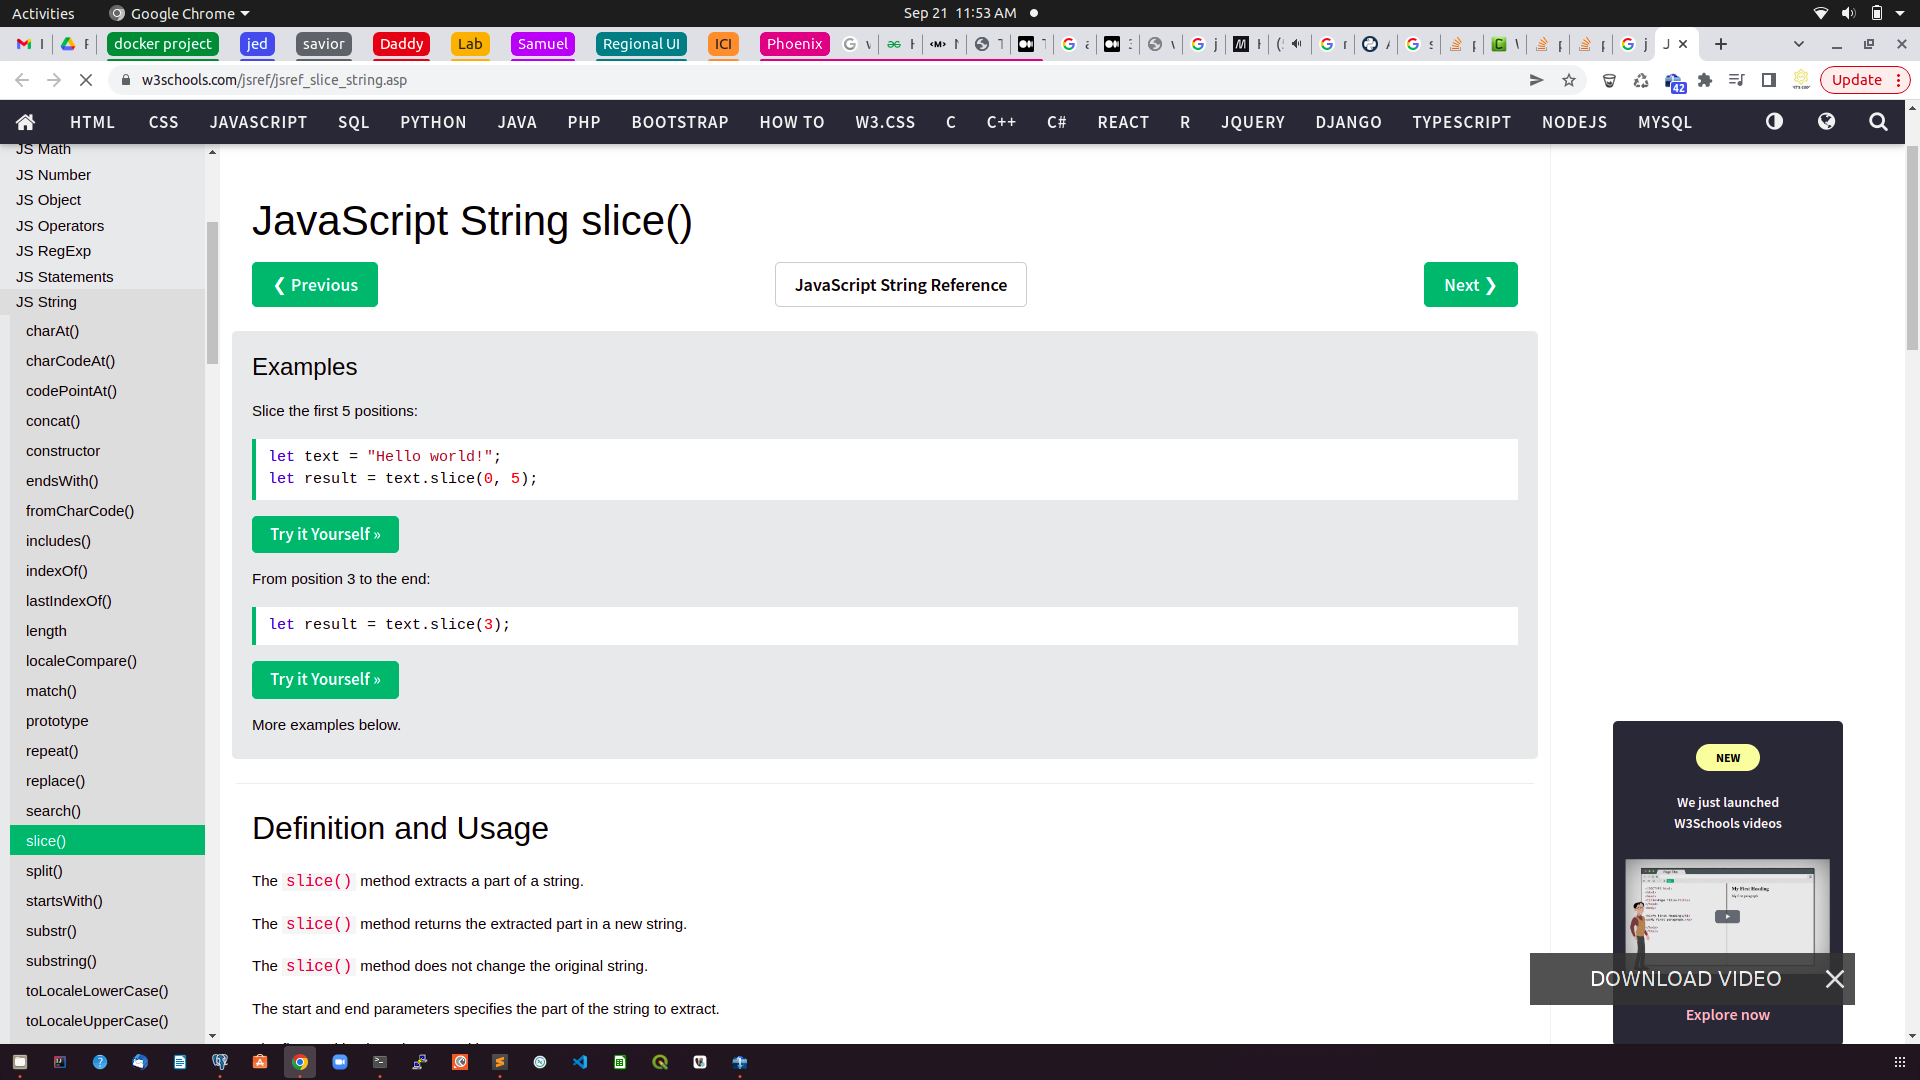 Activities Google Chrome Sep 21 11:53 AM
docker project jed savior Daddy Lab Samuel Regional UI ICI Phoenix
w3schools.com/jsref/jsref_slice_string.asp 42 Update
HTML CSS JAVASCRIPT SQL PYTHON JAVA PHP BOOTSTRAP HOW TO W3.CSS C C++ C# REACT R JQUERY DJANGO TYPESCRIPT NODEJS MYSQL
JS Math
JS Number
JS Object
JS Operators
JS RegExp
JS Statements
JS String
charAt()
charCodeAt()
codePointAt()
concat()
constructor
endsWith()
fromCharCode()
includes()
indexOf()
lastIndexOf()
length
localeCompare()
match()
prototype
repeat()
replace()
search()
slice()
split()
startsWith()
substr()
substring()
toLocaleLowerCase()
toLocaleUpperCase()
JavaScript String slice()
❮ Previous JavaScript String Reference Next ❯
Examples
Slice the first 5 positions:
let text = "Hello world!";
let result = text.slice(0, 5);
Try it Yourself »
From position 3 to the end:
let result = text.slice(3);
Try it Yourself »
More examples below.
Definition and Usage
The slice() method extracts a part of a string.
The slice() method returns the extracted part in a new string.
The slice() method does not change the original string.
The start and end parameters specifies the part of the string to extract.
NEW
We just launched
W3Schools videos
My First Heading
DOWNLOAD VIDEO
Explore now